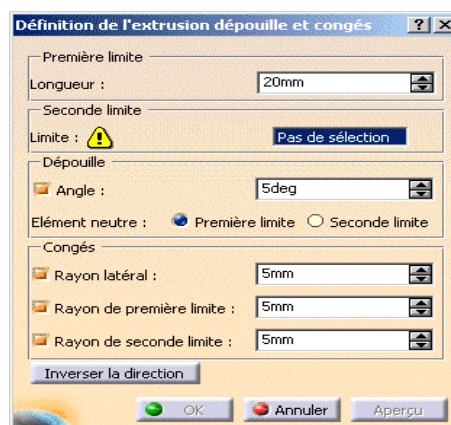 Définition de l'extrusion dépouille et congés ? X
Première limite
Longueur : 20mm
Seconde limite
Limite : Pas de sélection
Dépouille
Angle : 5deg
Elément neutre : Première limite Seconde limite
Congés
Rayon latéral : 5mm
Rayon de première limite : 5mm
Rayon de seconde limite : 5mm
Inverser la direction
OK Annuler Aperçu